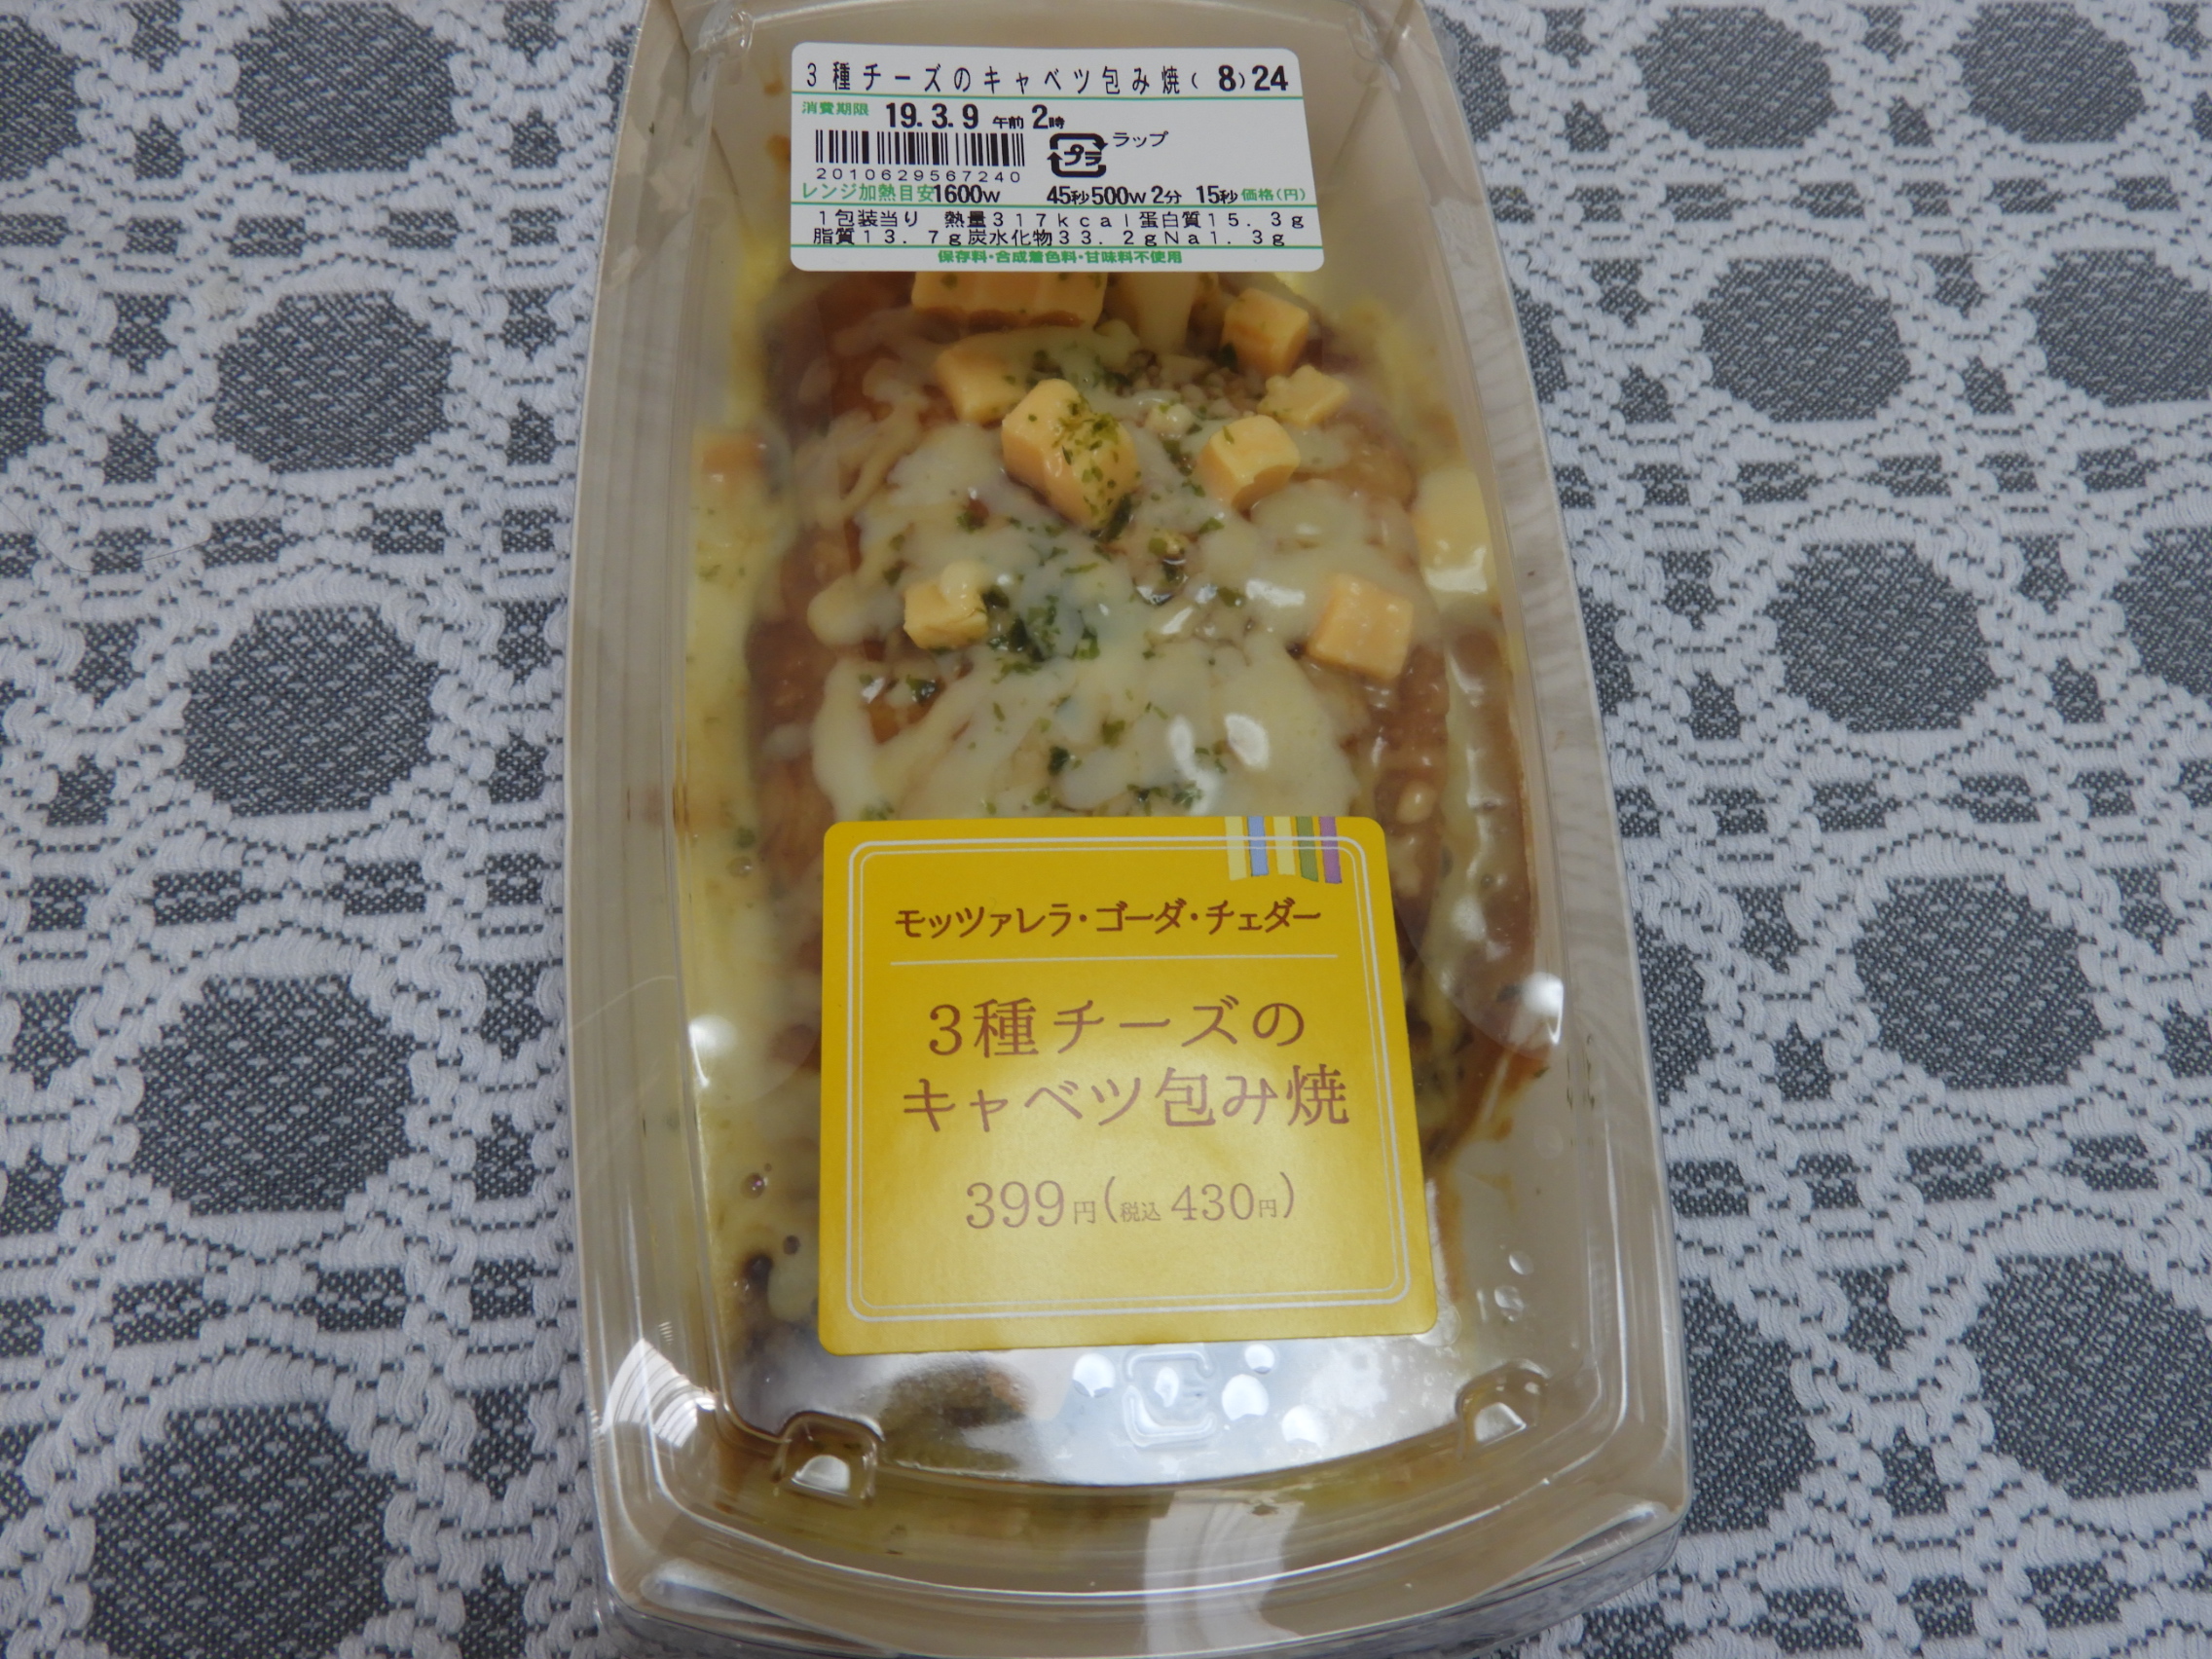 3種チーズのキャベツ包み焼( 8)24
消費期限 19.3.9 午前 2時
プラ ラップ
2010629567240
レンジ加熱目安1600w 45秒500w2分 15秒 価格(円)
1包装当り 熱量317kcal蛋白質15.3g
脂質13.7g炭水化物33.2gNa1.3g
保存料・合成着色料・甘味料不使用
モッツァレラ・ゴーダ・チェダー
3種チーズの
キャベツ包み焼
399円(税込430円)